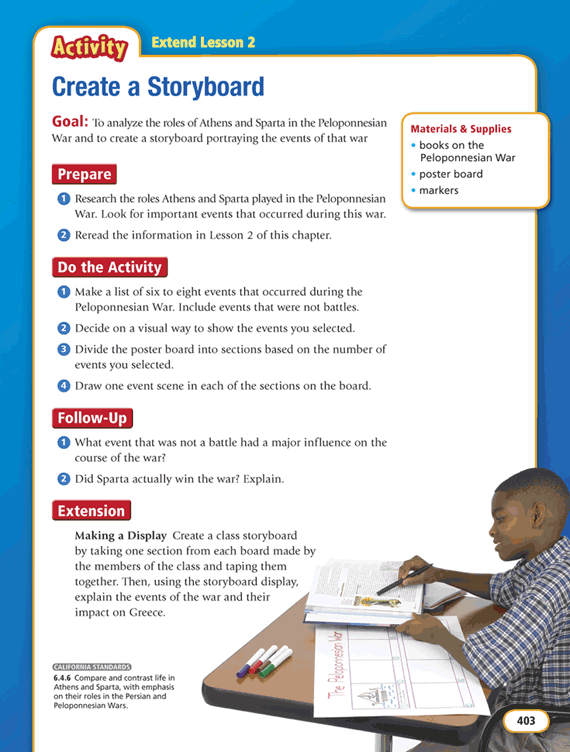 Activity
Extend Lesson 2
Create a Storyboard
Goal: To analyze the roles of Athens and Sparta in the Peloponnesian
War and to create a storyboard portraying the events of that war
Materials & Supplies
• books on the
Peloponnesian War
• poster board
• markers
Prepare
1 Research the roles Athens and Sparta played in the Peloponnesian
War. Look for important events that occurred during this war.
2 Reread the information in Lesson 2 of this chapter.
Do the Activity
1 Make a list of six to eight events that occurred during the
Peloponnesian War. Include events that were not battles.
2 Decide on a visual way to show the events you selected.
3 Divide the poster board into sections based on the number of
events you selected.
4 Draw one event scene in each of the sections on the board.
Follow-Up
1 What event that was not a battle had a major influence on the
course of the war?
2 Did Sparta actually win the war? Explain.
Extension
Making a Display Create a class storyboard
by taking one section from each board made by
the members of the class and taping them
together. Then, using the storyboard display,
explain the events of the war and their
impact on Greece.
The Peloponnesian War
CALIFORNIA STANDARDS
6.4.6 Compare and contrast life in
Athens and Sparta, with emphasis
on their roles in the Persian and
Peloponnesian Wars.
403